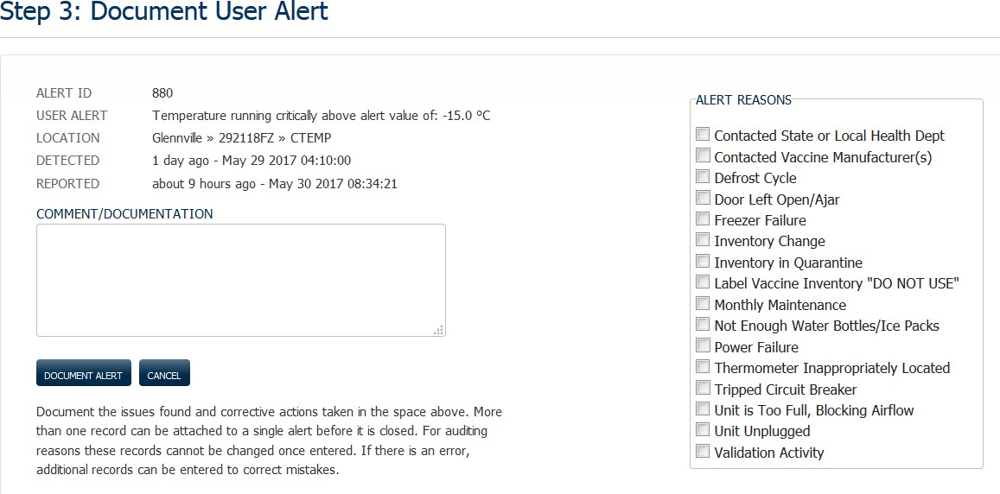 Step 3: Document User Alert
ALERT ID 880
USER ALERT Temperature running critically above alert value of: -15.0 ºC
LOCATION Glennville » 292118FZ » CTEMP
DETECTED 1 day ago - May 29 2017 04:10:00
REPORTED about 9 hours ago - May 30 2017 08:34:21
COMMENT/DOCUMENTATION
DOCUMENT ALERT CANCEL
Document the issues found and corrective actions taken in the space above. More
than one record can be attached to a single alert before it is closed. For auditing
reasons these records cannot be changed once entered. If there is an error,
additional records can be entered to correct mistakes.
ALERT REASONS
Contacted State or Local Health Dept
Contacted Vaccine Manufacturer(s)
Defrost Cycle
Door Left Open/Ajar
Freezer Failure
Inventory Change
Inventory in Quarantine
Label Vaccine Inventory "DO NOT USE"
Monthly Maintenance
Not Enough Water Bottles/Ice Packs
Power Failure
Thermometer Inappropriately Located
Tripped Circuit Breaker
Unit is Too Full, Blocking Airflow
Unit Unplugged
Validation Activity